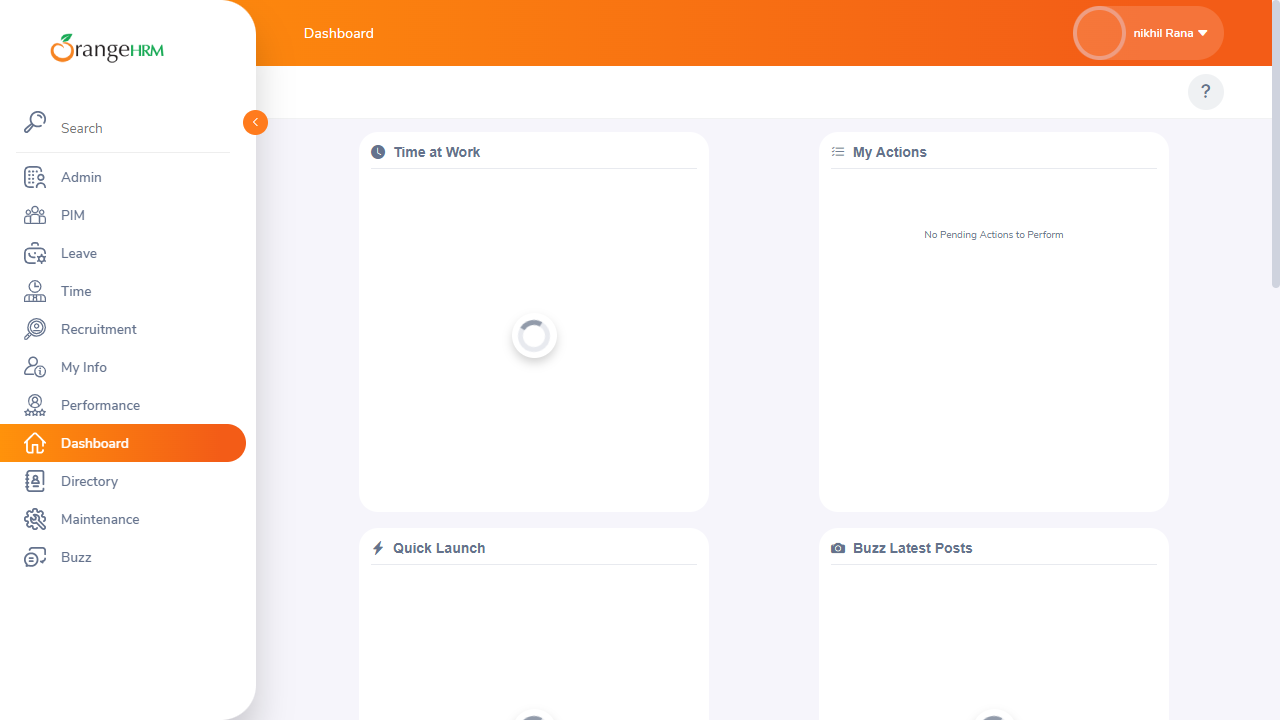 OrangeHRM
Search
Admin
PIM
Leave
Time
Recruitment
My Info
Performance
Dashboard
Directory
Maintenance
Buzz
Dashboard
nikhil Rana
?
Time at Work
My Actions
No Pending Actions to Perform
Quick Launch
Buzz Latest Posts